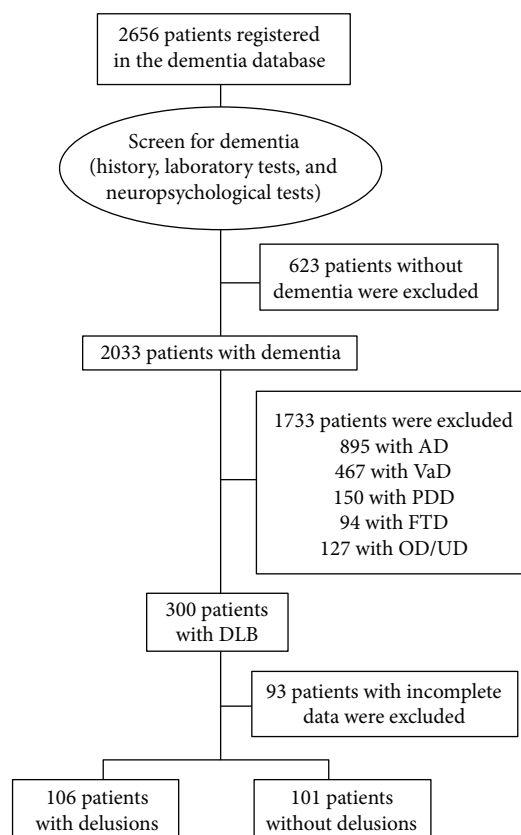 2656 patients registered
in the dementia database
Screen for dementia
(history, laboratory tests, and
neuropsychological tests)
623 patients without
dementia were excluded
2033 patients with dementia
1733 patients were excluded
895 with AD
467 with VaD
150 with PDD
94 with FTD
127 with OD/UD
300 patients
with DLB
93 patients with incomplete
data were excluded
106 patients
with delusions
101 patients
without delusions